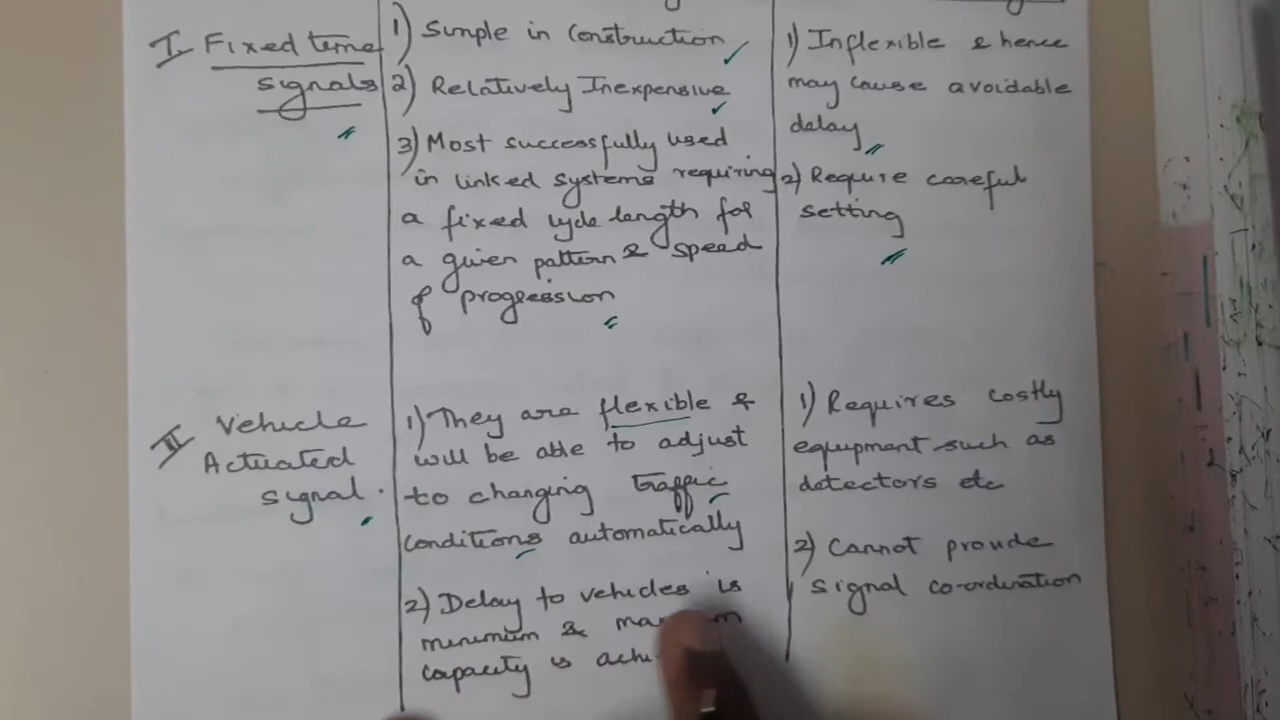 I Fixed time
signals
1) Simple in Construction
2) Relatively Inexpensive
3) Most successfully used
in linked systems requiring
a fixed cycle length for
a given pattern & speed
of progression
1) Inflexible & hence
may cause avoidable
delay
2) Require careful
setting
II Vehicle
Actuated
signal.
1) They are flexible &
will be able to adjust
to changing traffic
conditions automatically
2) Delay to vehicles is
minimum &
capacity is
1) Requires costly
equipment such as
detectors etc
2) Cannot provide
signal co-ordination